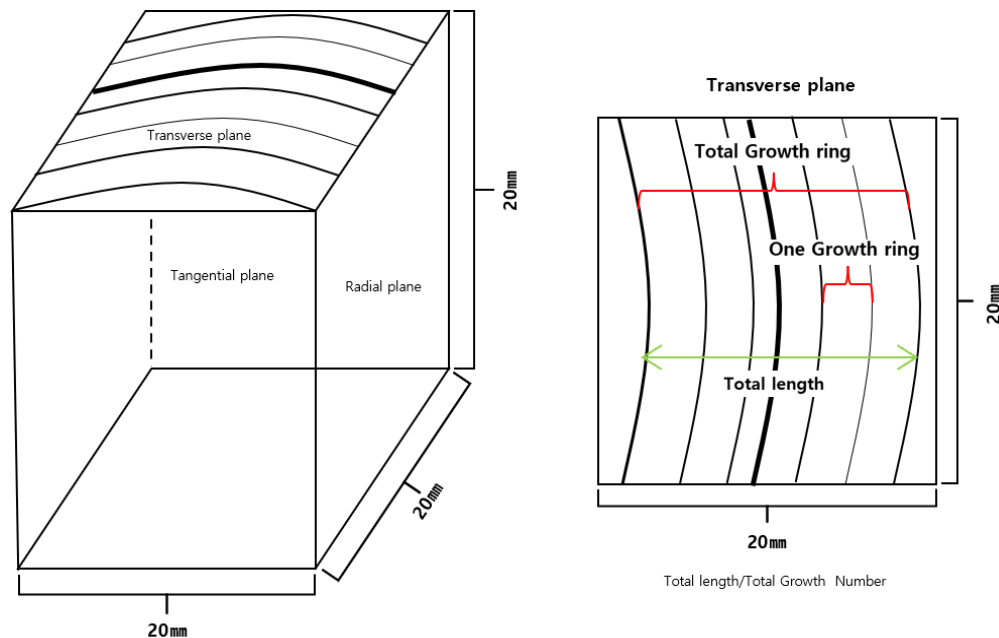 Transverse plane
Tangential plane
Radial plane
20㎜
20㎜
20㎜
Transverse plane
Total Growth ring
One Growth ring
Total length
20㎜
20㎜
Total length/Total Growth Number